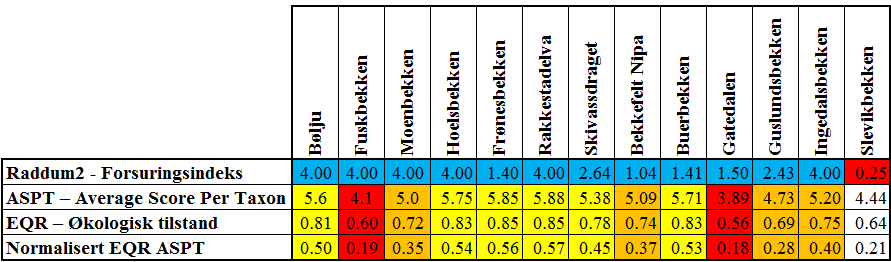 Bølju Fuskbekken Moenbekken Hoelsbekken Frønesbekken Rakkestadelva Skivassdraget Bekkefelt Nipa Buerbekken Gatedalen Guslundsbekken Ingedalsbekken Slevikbekken
Raddum2 - Forsuringsindeks 4.00 4.00 4.00 4.00 1.40 4.00 2.64 1.04 1.41 1.50 2.43 4.00 0.25
ASPT – Average Score Per Taxon 5.6 4.1 5.0 5.75 5.85 5.88 5.38 5.09 5.71 3.89 4.73 5.20 4.44
EQR – Økologisk tilstand 0.81 0.60 0.72 0.83 0.85 0.85 0.78 0.74 0.83 0.56 0.69 0.75 0.64
Normalisert EQR ASPT 0.50 0.19 0.35 0.54 0.56 0.57 0.45 0.37 0.53 0.18 0.28 0.40 0.21